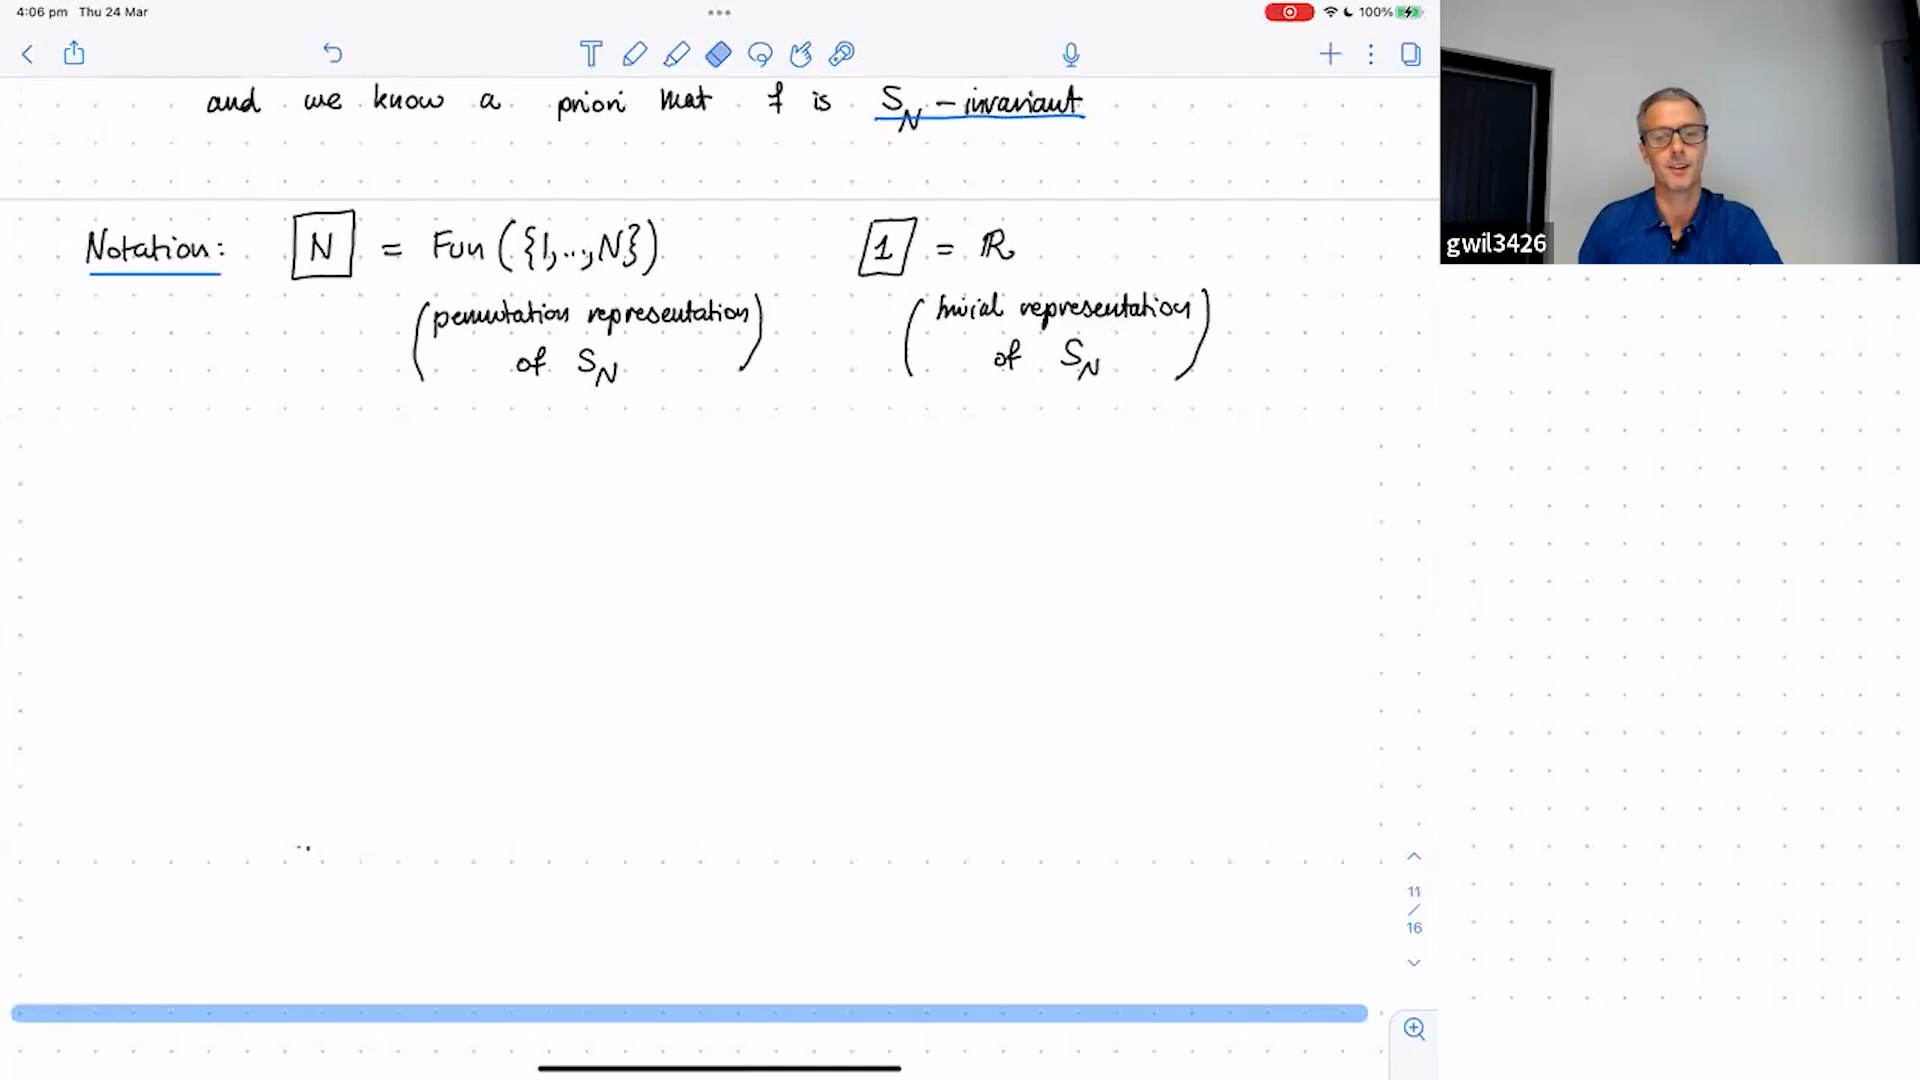 4:06 pm Thu 24 Mar
100%
and we know a priori that f is S_N-invariant
gwil3426
Notation: N = Fun ({1,..,N}) 1 = ℝ
(permutation representation of S_N) (trivial representation of S_N)
11
/
16